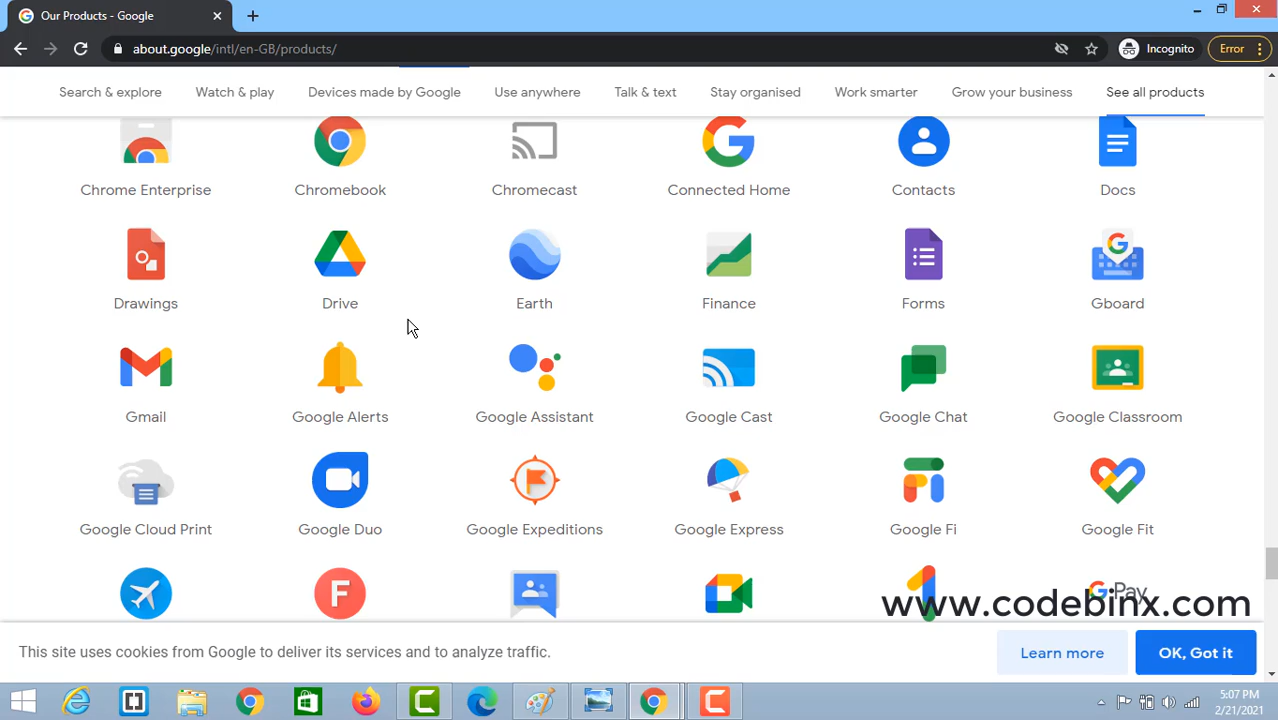 Our Products - Google
about.google/intl/en-GB/products/
Incognito
Error
Search & explore
Watch & play
Devices made by Google
Use anywhere
Talk & text
Stay organised
Work smarter
Grow your business
See all products
Chrome Enterprise
Chromebook
Chromecast
Connected Home
Contacts
Docs
Drawings
Drive
Earth
Finance
Forms
Gboard
Gmail
Google Alerts
Google Assistant
Google Cast
Google Chat
Google Classroom
Google Cloud Print
Google Duo
Google Expeditions
Google Express
Google Fi
Google Fit
F
G Pay
www.codebinx.com
This site uses cookies from Google to deliver its services and to analyze traffic.
Learn more
OK, Got it
5:07 PM
2/21/2021